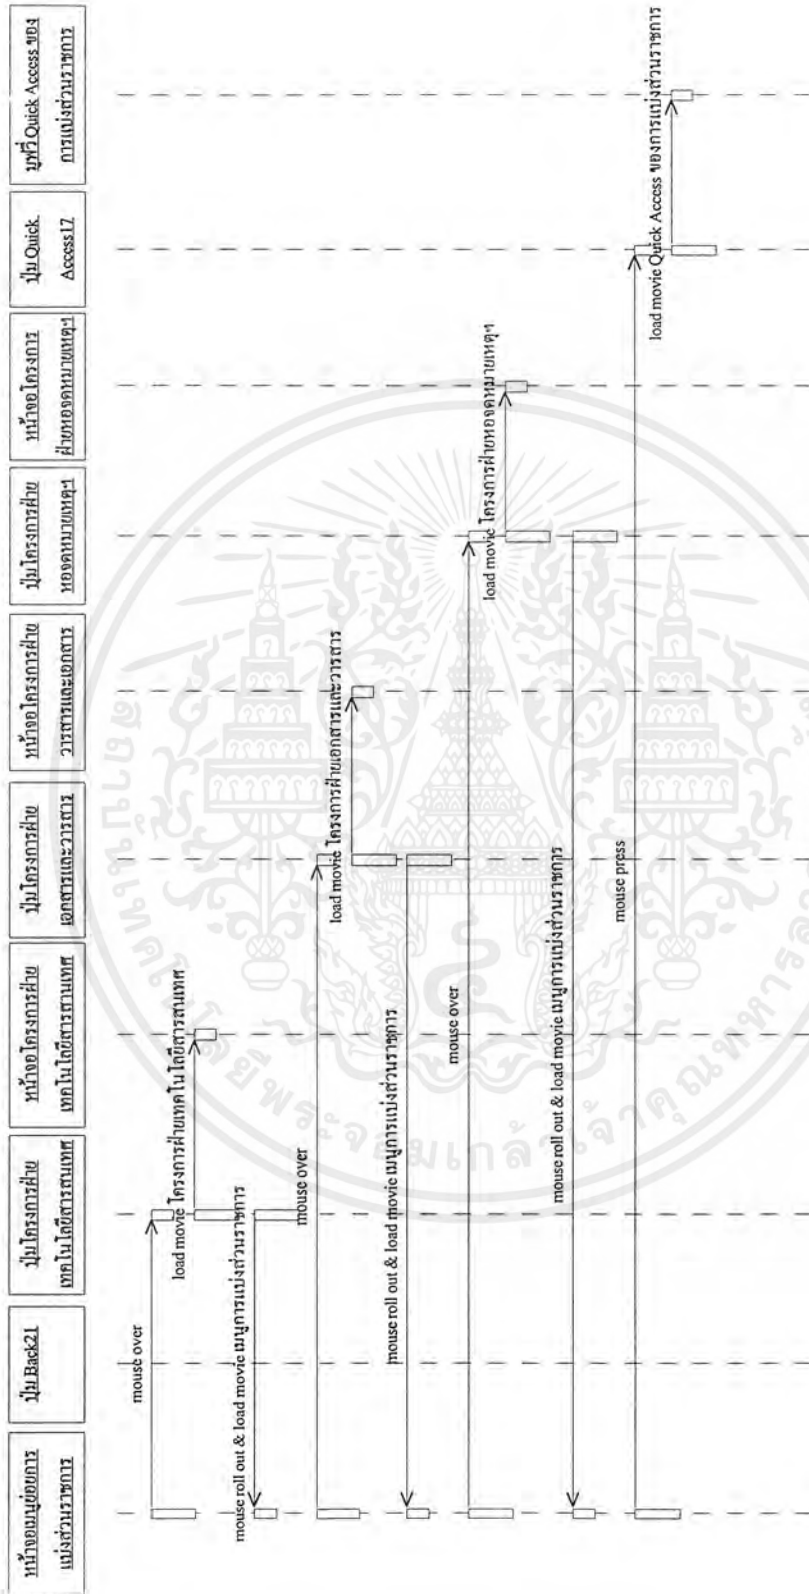 หน้าจอเมนูย่อยการ
แบ่งส่วนราชการ
ปุ่ม Back21
ปุ่มโครงการฝ่าย
เทคโนโลยีสารสนเทศ
หน้าจอโครงการฝ่าย
เทคโนโลยีสารสนเทศ
ปุ่มโครงการฝ่าย
เอกสารและวารสาร
หน้าจอโครงการฝ่าย
วารสารและเอกสาร
ปุ่มโครงการฝ่าย
หอจดหมายเหตุฯ
หน้าจอโครงการ
ฝ่ายหอจดหมายเหตุฯ
ปุ่ม Quick
Access17
มูฟวี่ Quick Access ของ
การแบ่งส่วนราชการ
mouse over
load movie โครงการฝ่ายเทคโนโลยีสารสนเทศ
mouse roll out & load movie เมนูการแบ่งส่วนราชการ
mouse over
load movie โครงการฝ่ายเอกสารและวารสาร
mouse roll out & load movie เมนูการแบ่งส่วนราชการ
mouse over
load movie โครงการฝ่ายหอจดหมายเหตุฯ
mouse roll out & load movie เมนูการแบ่งส่วนราชการ
mouse press
load movie Quick Access ของการแบ่งส่วนราชการ